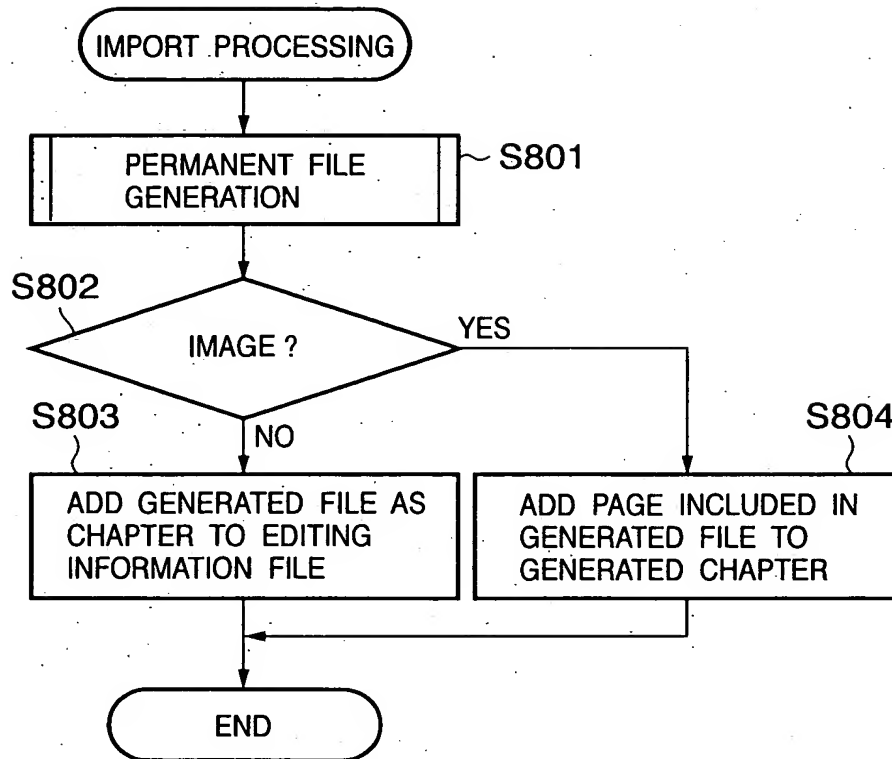 IMPORT PROCESSING
PERMANENT FILE
GENERATION
S801
S802
IMAGE ?
YES
NO
S803
ADD GENERATED FILE AS
CHAPTER TO EDITING
INFORMATION FILE
S804
ADD PAGE INCLUDED IN
GENERATED FILE TO
GENERATED CHAPTER
END